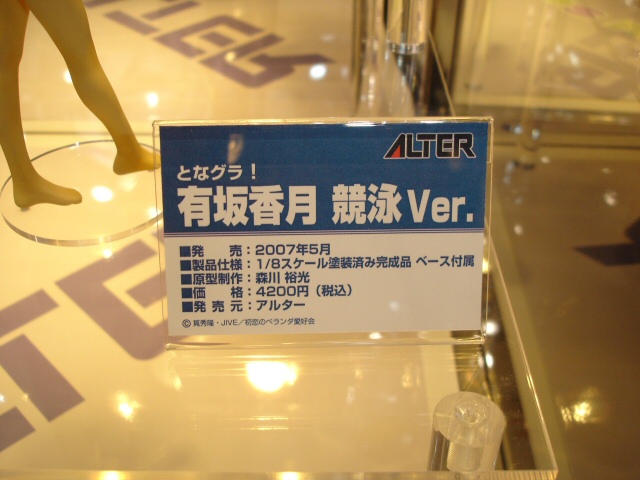 ALTER
となグラ！
有坂香月 競泳Ver.
■発　売：2007年5月
■製品仕様：1/8スケール塗装済み完成品 ベース付属
■原型制作：森川 裕光
■価　格：4200円（税込）
■発 売 元：アルター
© 筧秀隆・JIVE／初恋のベランダ愛好会